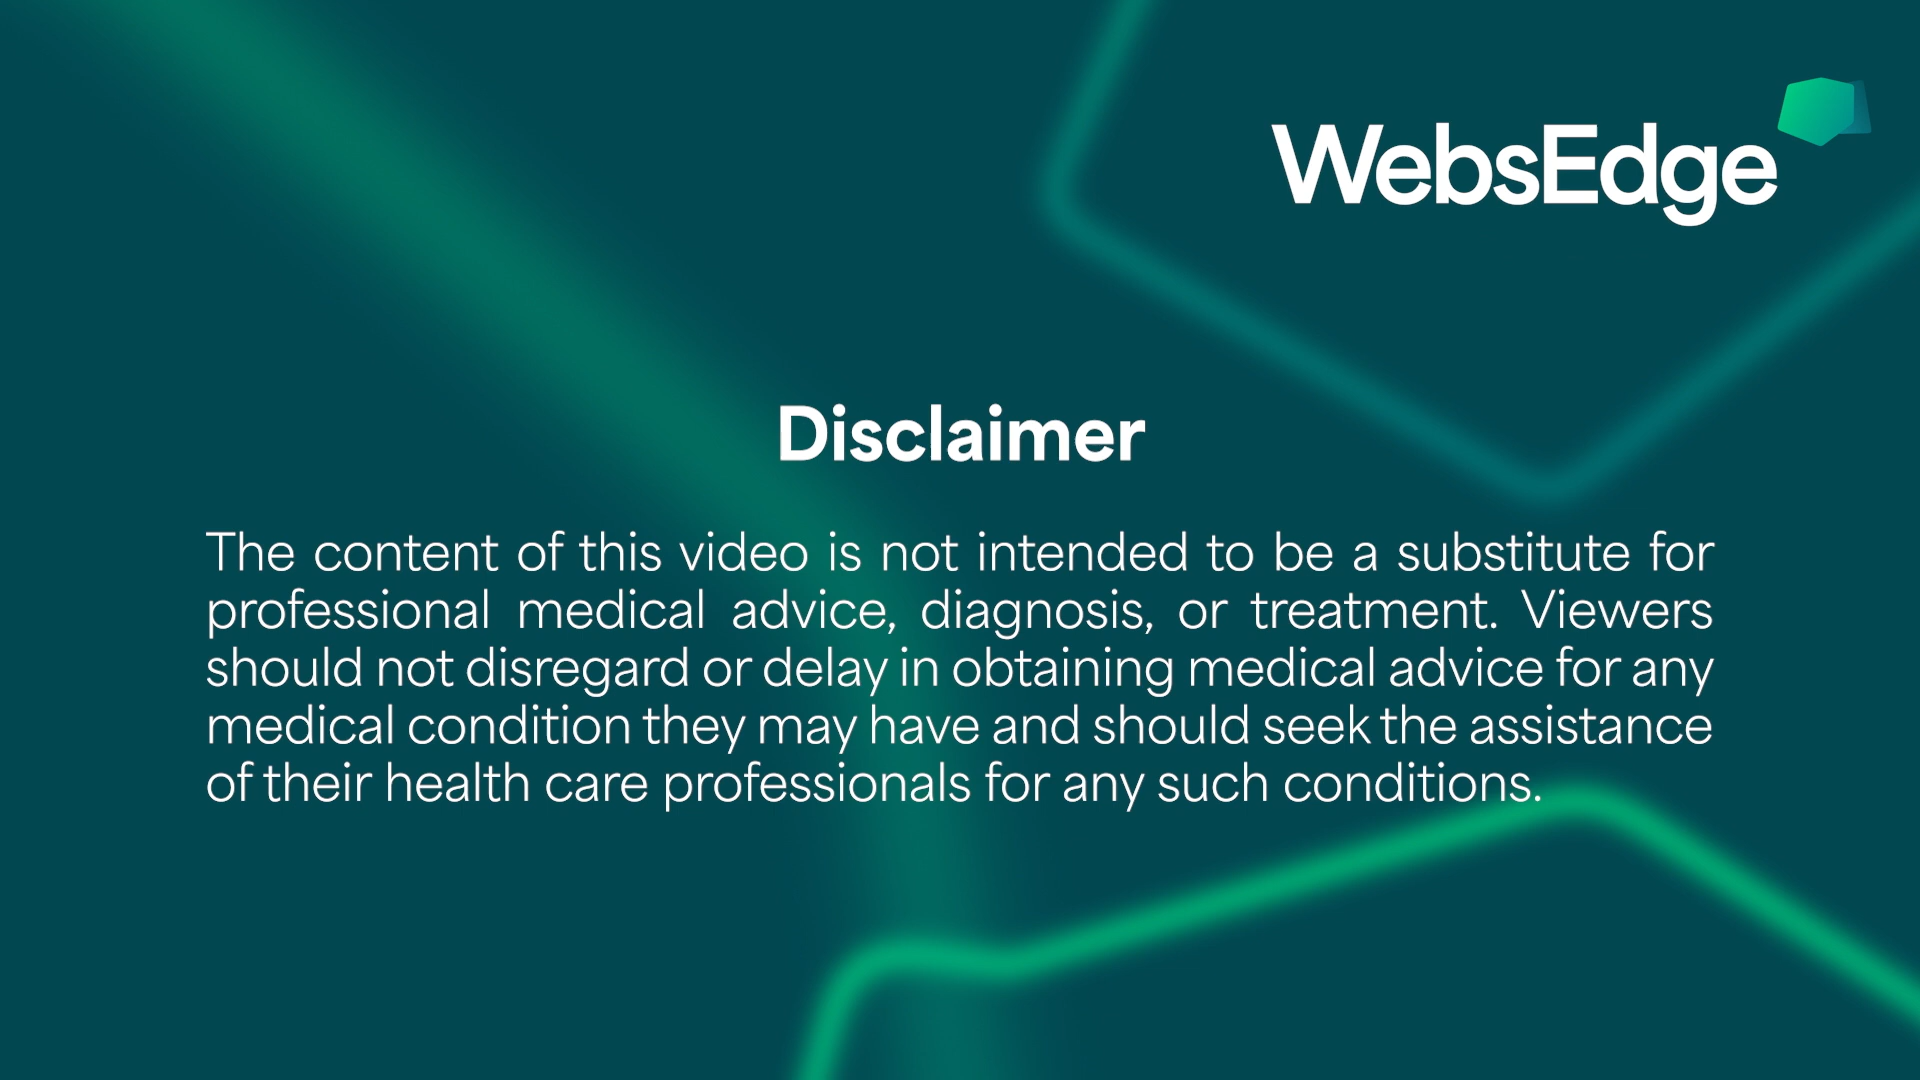 WebsEdge
Disclaimer
The content of this video is not intended to be a substitute for
professional medical advice, diagnosis, or treatment. Viewers
should not disregard or delay in obtaining medical advice for any
medical condition they may have and should seek the assistance
of their health care professionals for any such conditions.